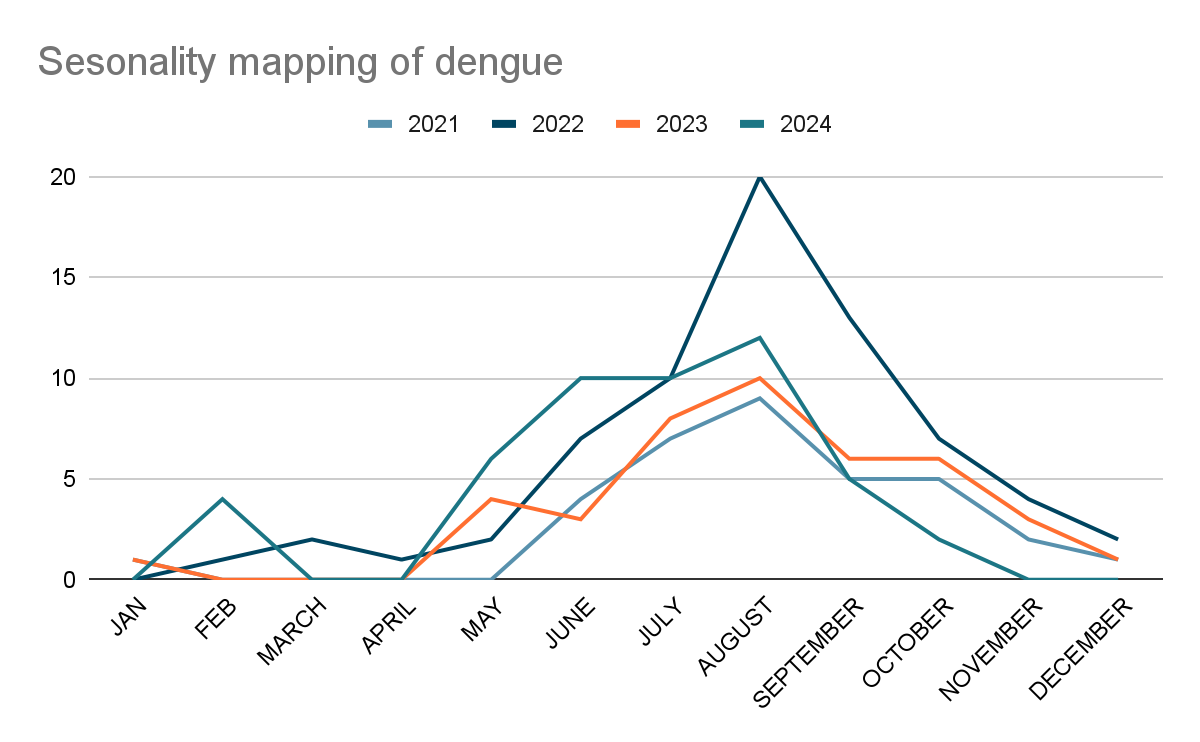 Sesonality mapping of dengue
2021 2022 2023 2024
20
15
10
5
0
JAN FEB MARCH APRIL MAY JUNE JULY AUGUST SEPTEMBER OCTOBER NOVEMBER DECEMBER